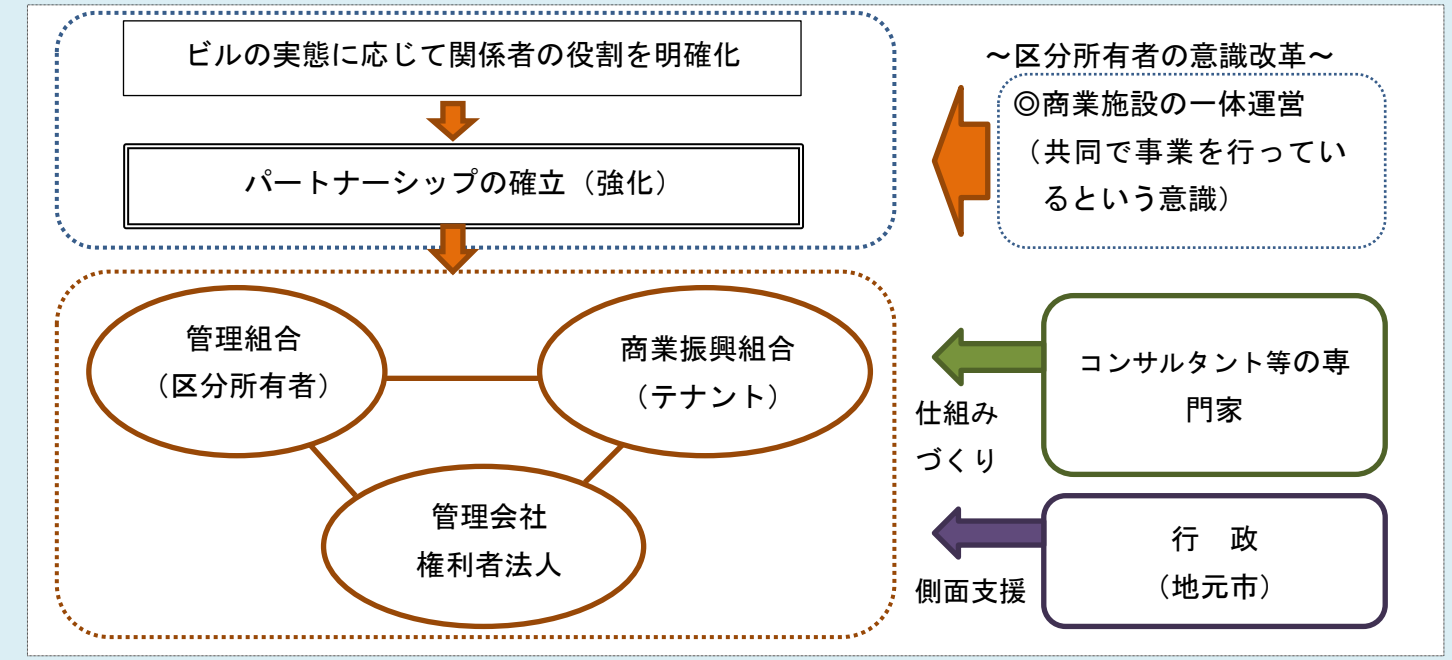 ビルの実態に応じて関係者の役割を明確化
パートナーシップの確立（強化）
～区分所有者の意識改革～
◎商業施設の一体運営
（共同で事業を行ってい
るという意識）
管理組合
（区分所有者）
商業振興組合
（テナント）
管理会社
権利者法人
コンサルタント等の専
門家
仕組み
づくり
行　政
（地元市）
側面支援